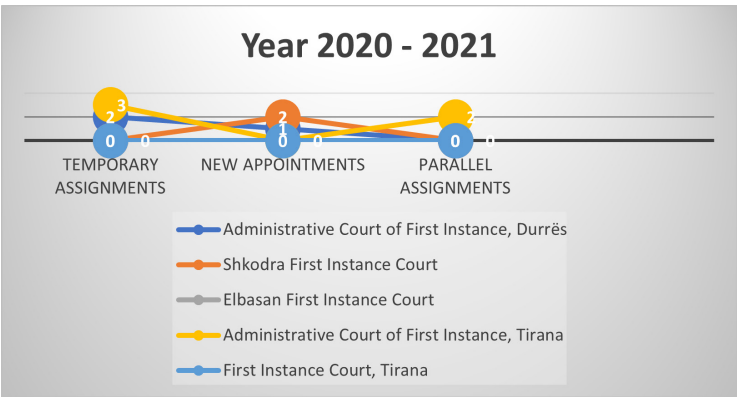 Year 2020 - 2021
3
2
2
2
1
0 0 0 0 0 0
TEMPORARY ASSIGNMENTS
NEW APPOINTMENTS
PARALLEL ASSIGNMENTS
Administrative Court of First Instance, Durrës
Shkodra First Instance Court
Elbasan First Instance Court
Administrative Court of First Instance, Tirana
First Instance Court, Tirana